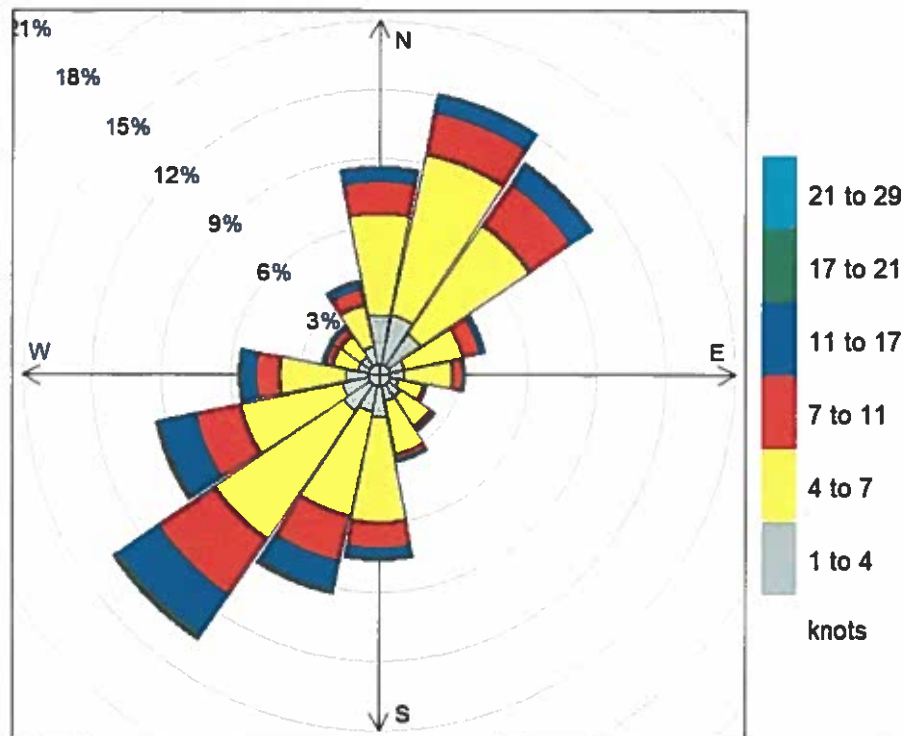 21%
18%
15%
12%
9%
6%
3%
N
W
E
S
21 to 29
17 to 21
11 to 17
7 to 11
4 to 7
1 to 4
knots